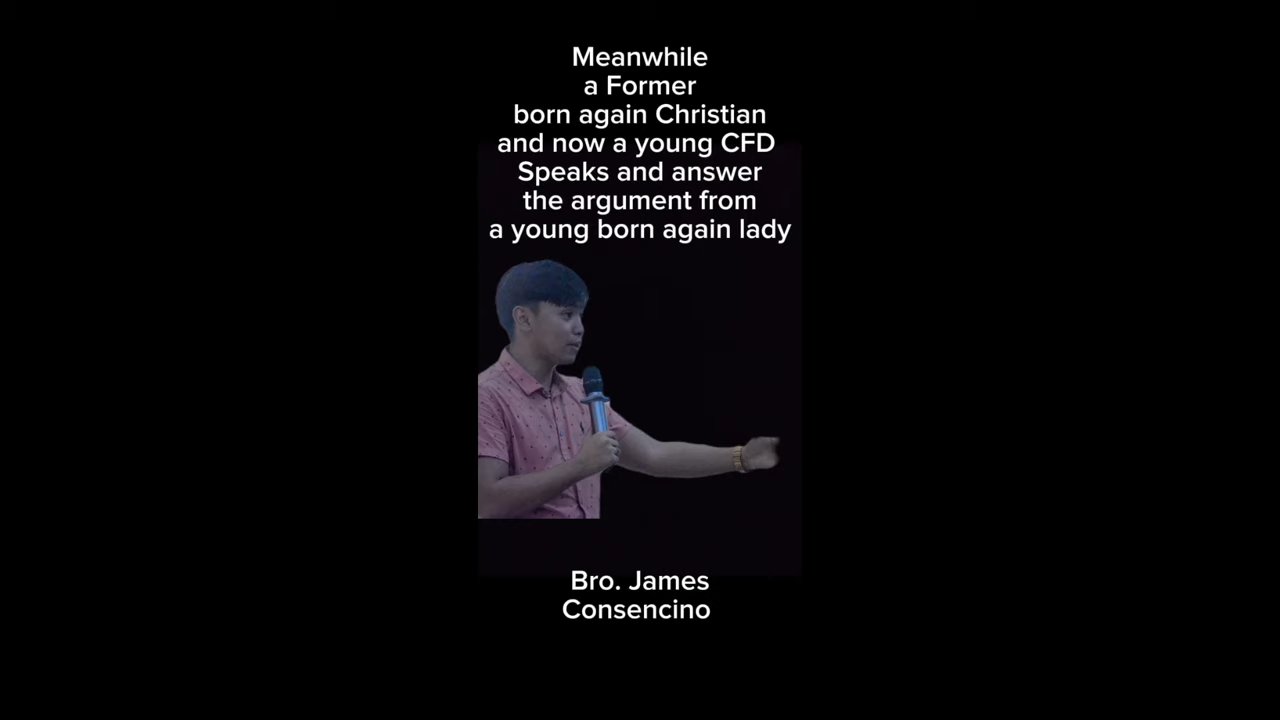 Meanwhile
a Former
born again Christian
and now a young CFD
Speaks and answer
the argument from
a young born again lady
Bro. James
Consencino